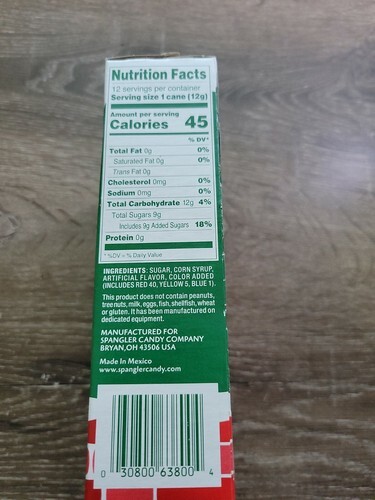 Nutrition Facts
12 servings per container
Serving size 1 cane (12g)
Amount per serving
Calories 45
% DV*
Total Fat 0g 0%
Saturated Fat 0g 0%
Trans Fat 0g
Cholesterol 0mg 0%
Sodium 0mg 0%
Total Carbohydrate 12g 4%
Total Sugars 9g
Includes 9g Added Sugars 18%
Protein 0g
* %DV = % Daily Value
INGREDIENTS: SUGAR, CORN SYRUP,
ARTIFICIAL FLAVOR, COLOR ADDED
(INCLUDES RED 40, YELLOW 5, BLUE 1).
This product does not contain peanuts,
tree nuts, milk, eggs, fish, shellfish, wheat
or gluten. It has been manufactured on
dedicated equipment.
MANUFACTURED FOR
SPANGLER CANDY COMPANY
BRYAN, OH 43506 USA
Made In Mexico
www.spanglercandy.com
0 30800 63800 4